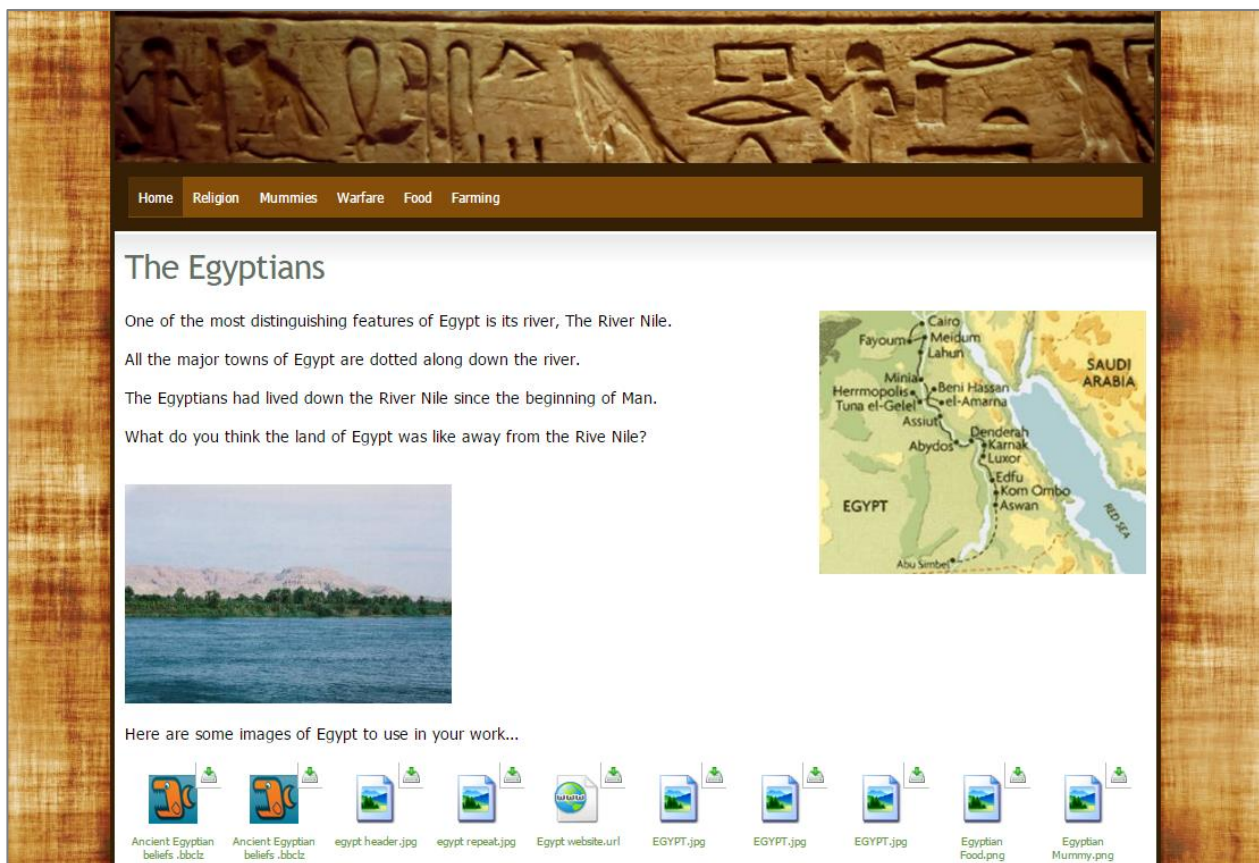 Home Religion Mummies Warfare Food Farming
The Egyptians
One of the most distinguishing features of Egypt is its river, The River Nile.
All the major towns of Egypt are dotted along down the river.
The Egyptians had lived down the River Nile since the beginning of Man.
What do you think the land of Egypt was like away from the Rive Nile?
Cairo
Fayoum
Meidum
Lahun
SAUDI
ARABIA
Minia
Beni Hassan
Herrmopolis
el-Amarna
Tuna el-Gelel
Assiut
Denderah
Abydos
Karnak
Luxor
Edfu
Kom Ombo
EGYPT
Aswan
RED SEA
Abu Simbel
Here are some images of Egypt to use in your work...
www
Ancient Egyptian
beliefs .bbclz
Ancient Egyptian
beliefs .bbclz
egypt header.jpg
egypt repeat.jpg
Egypt website.url
EGYPT.jpg
EGYPT.jpg
EGYPT.jpg
Egyptian
Food.png
Egyptian
Mummy.png